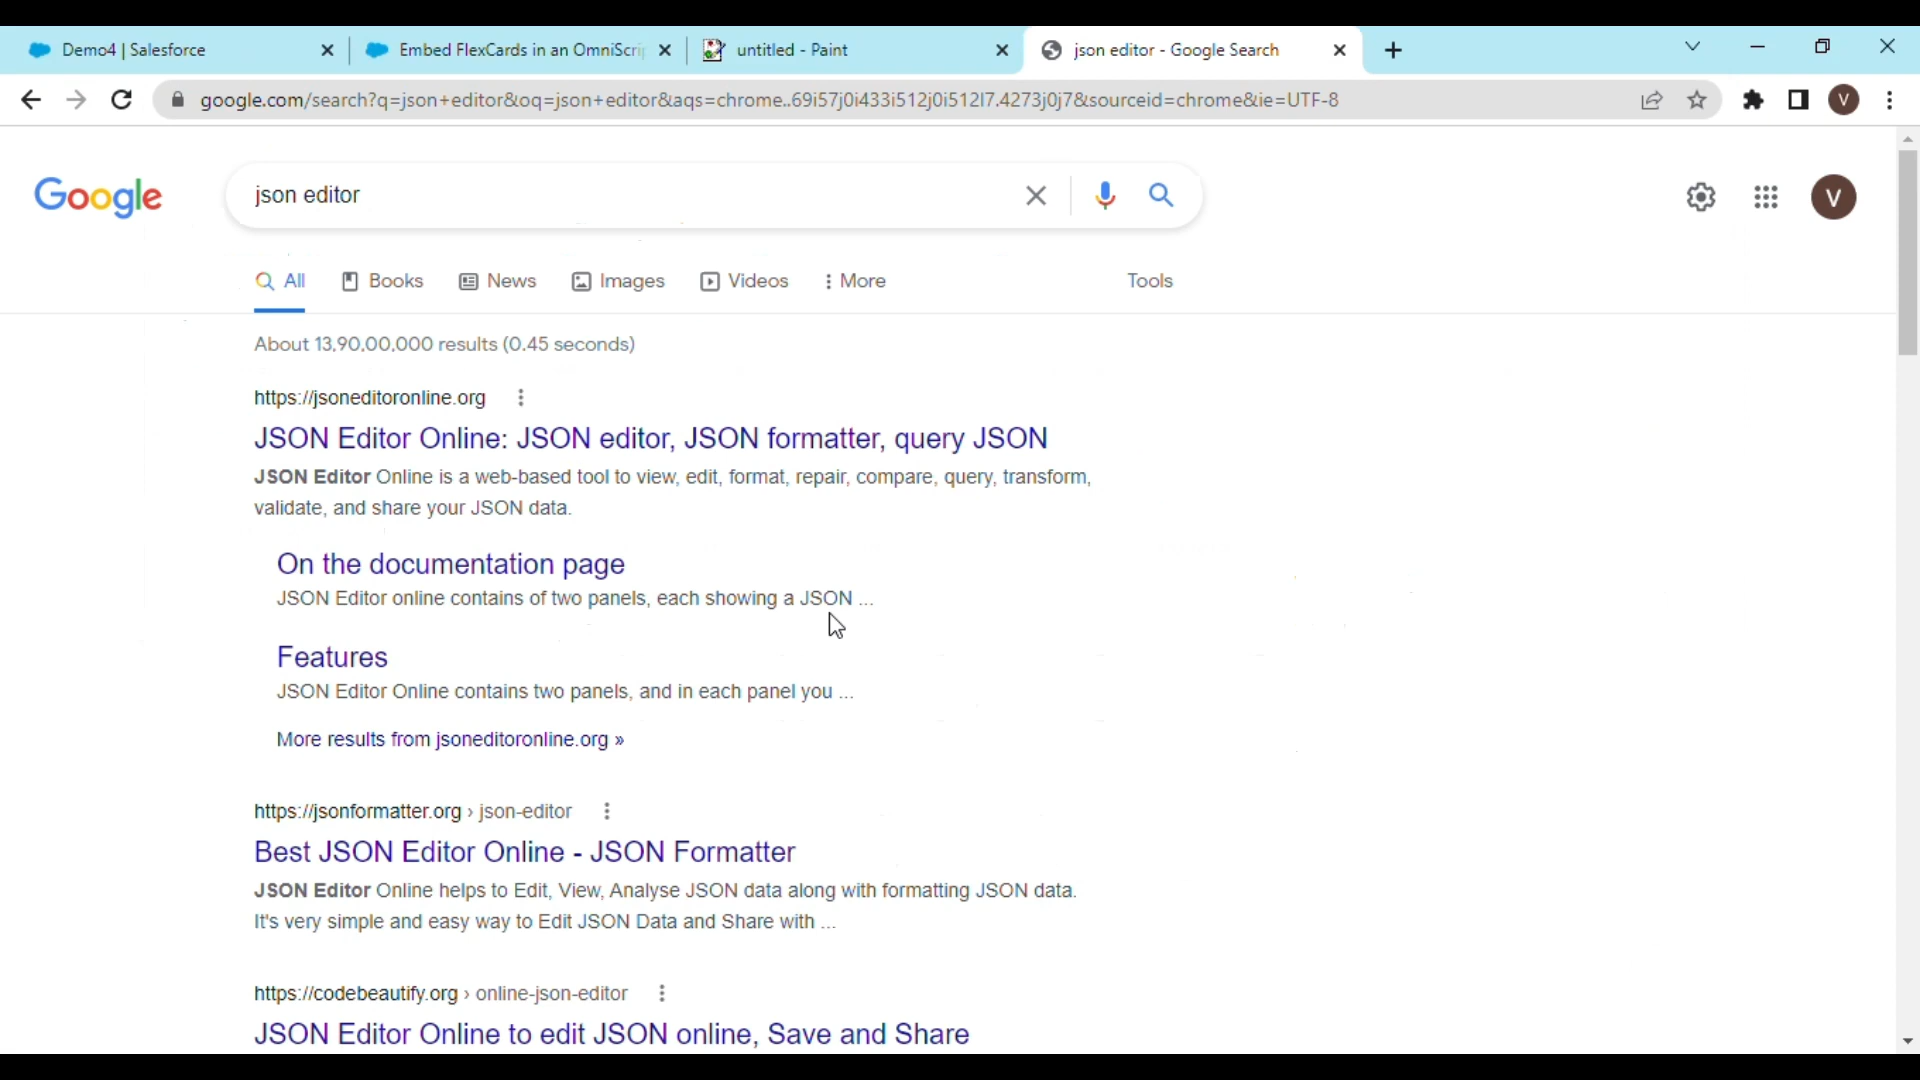 Demo4 | Salesforce
Embed FlexCards in an OmniScri
untitled - Paint
json editor - Google Search
google.com/search?q=json+editor&oq=json+editor&aqs=chrome..69i57j0i433i512j0i512l7.4273j0j7&sourceid=chrome&ie=UTF-8
V
Google
json editor
V
All
Books
News
Images
Videos
More
Tools
About 13,90,00,000 results (0.45 seconds)
https://jsoneditoronline.org
JSON Editor Online: JSON editor, JSON formatter, query JSON
JSON Editor Online is a web-based tool to view, edit, format, repair, compare, query, transform,
validate, and share your JSON data.
On the documentation page
JSON Editor online contains of two panels, each showing a JSON ...
Features
JSON Editor Online contains two panels, and in each panel you ...
More results from jsoneditoronline.org »
https://jsonformatter.org › json-editor
Best JSON Editor Online - JSON Formatter
JSON Editor Online helps to Edit, View, Analyse JSON data along with formatting JSON data.
It's very simple and easy way to Edit JSON Data and Share with ...
https://codebeautify.org › online-json-editor
JSON Editor Online to edit JSON online, Save and Share